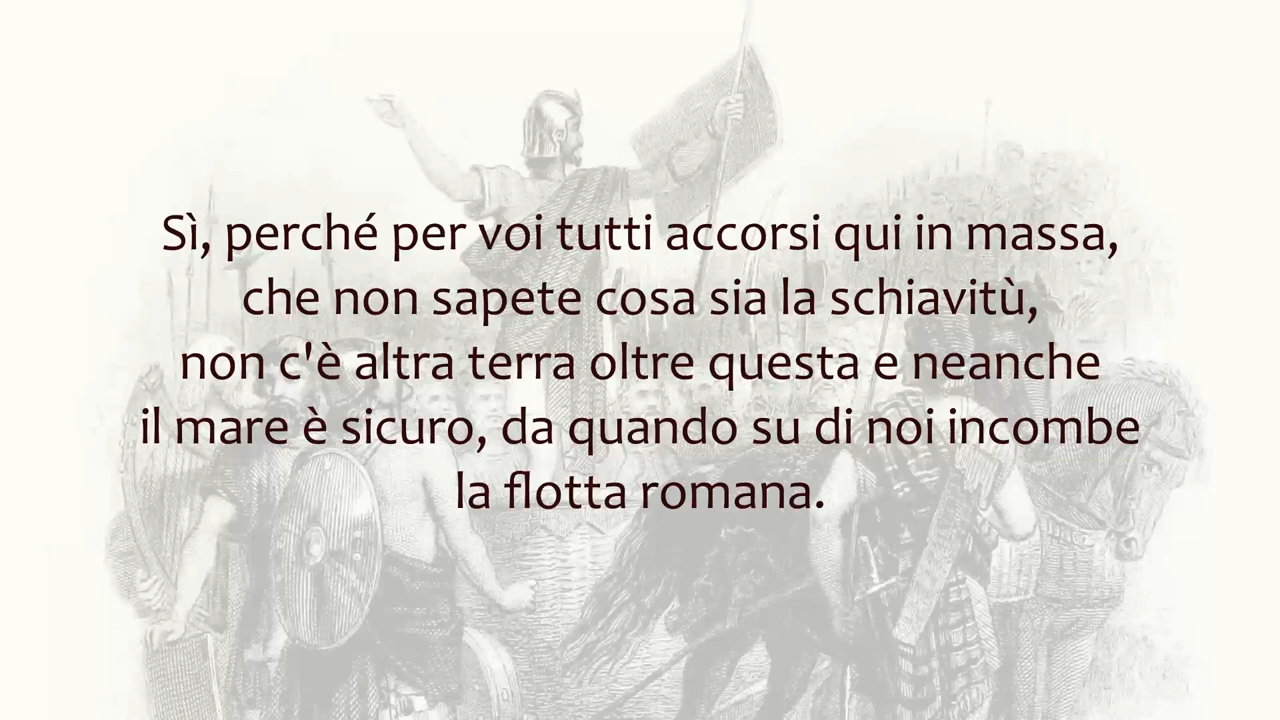 Sì, perché per voi tutti accorsi qui in massa,
che non sapete cosa sia la schiavitù,
non c'è altra terra oltre questa e neanche
il mare è sicuro, da quando su di noi incombe
la flotta romana.